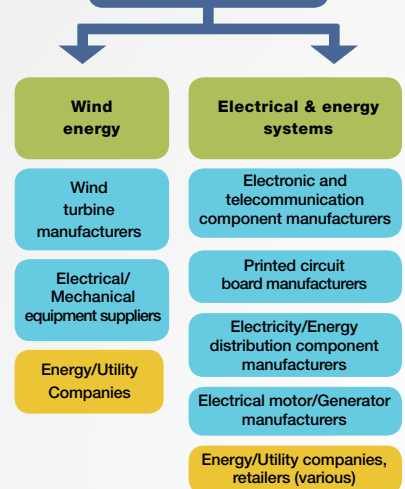 Wind
energy
Wind
turbine
manufacturers
Electrical/
Mechanical
equipment suppliers
Energy/Utility
Companies
Electrical & energy
systems
Electronic and
telecommunication
component manufacturers
Printed circuit
board manufacturers
Electricity/Energy
distribution component
manufacturers
Electrical motor/Generator
manufacturers
Energy/Utility companies,
retailers (various)